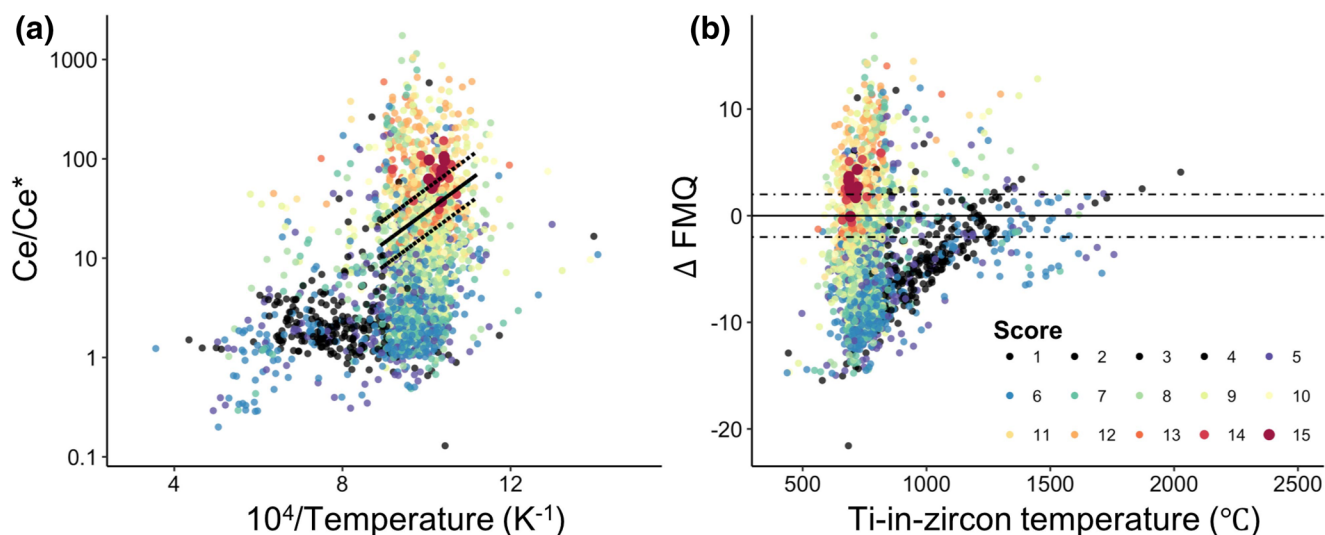 (a)
Ce/Ce*
1000
100
10
1
0.1
4 8 12
10⁴/Temperature (K⁻¹)
(b)
Δ FMQ
10
0
-10
-20
Score
1 2 3 4 5
6 7 8 9 10
11 12 13 14 15
500 1000 1500 2000 2500
Ti-in-zircon temperature (℃)